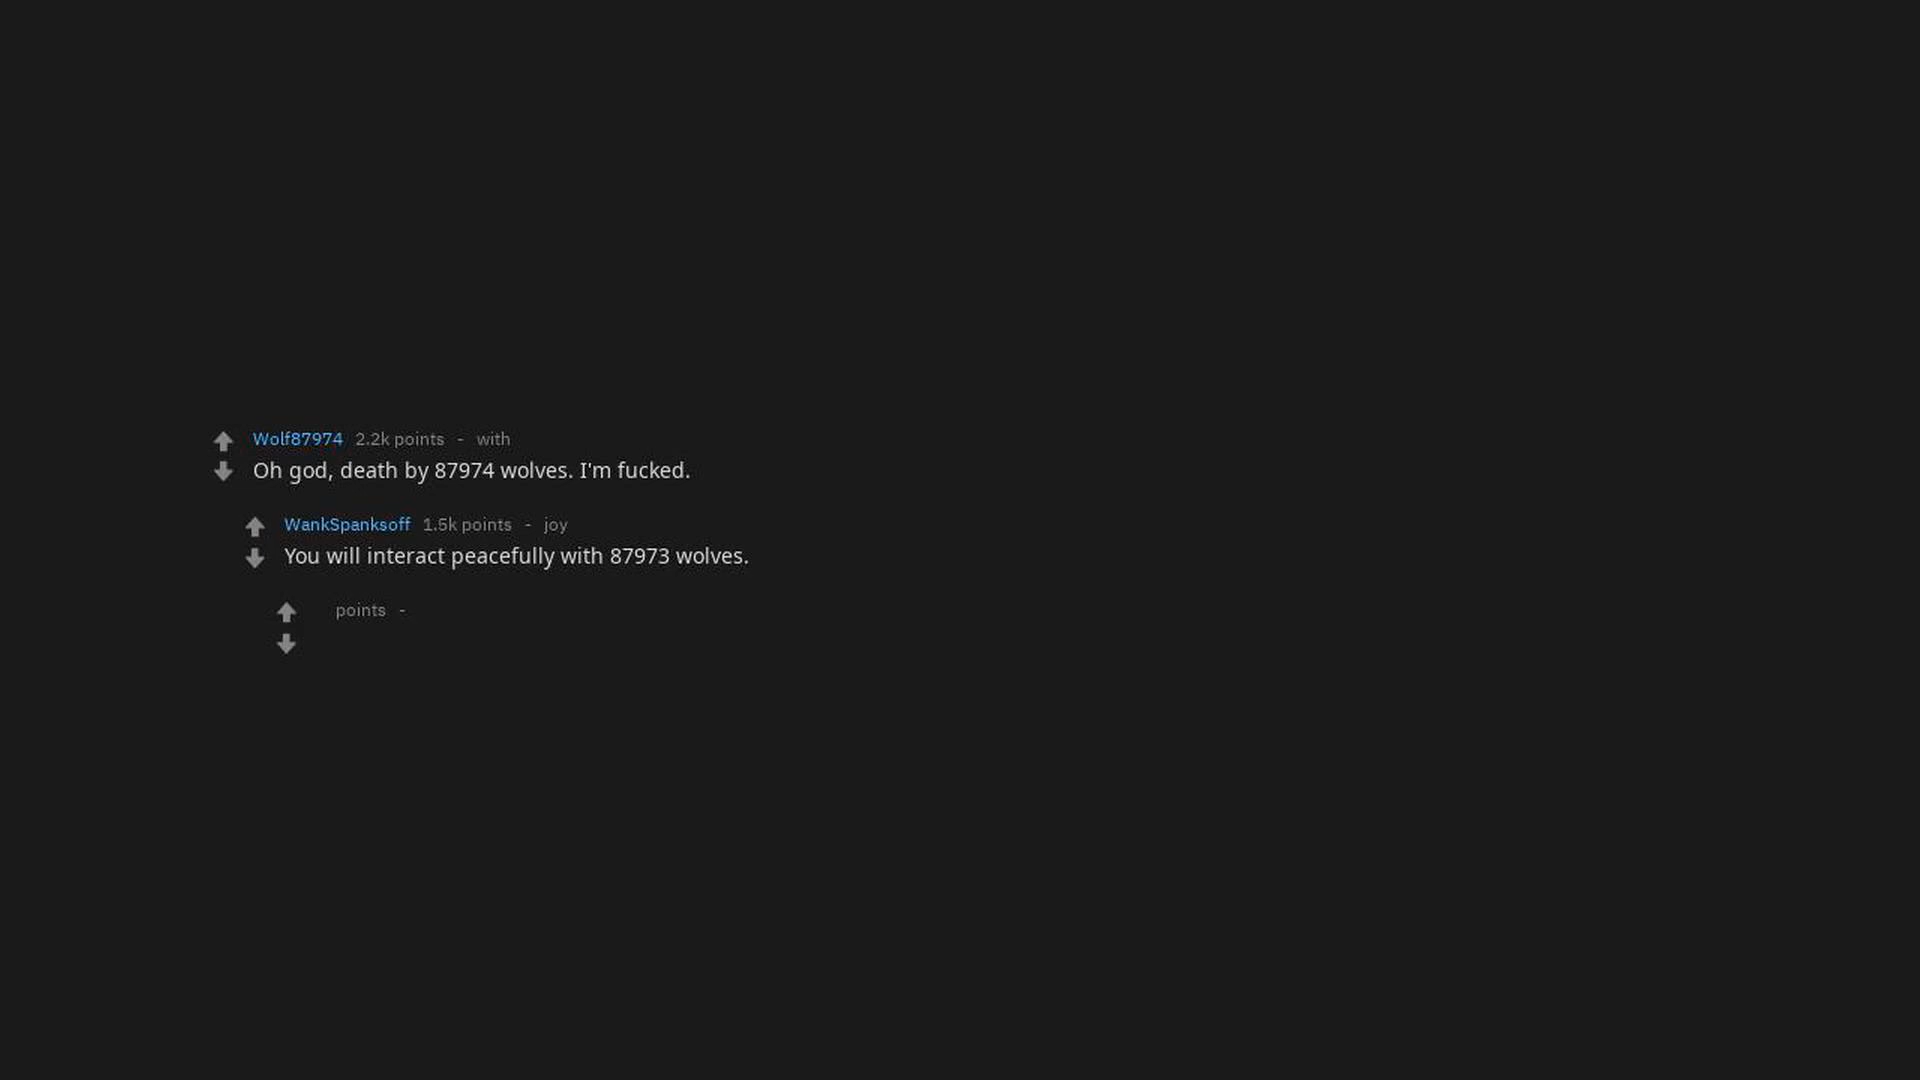 Wolf87974 2.2k points - with
Oh god, death by 87974 wolves. I'm fucked.
WankSpanksoff 1.5k points - joy
You will interact peacefully with 87973 wolves.
points -